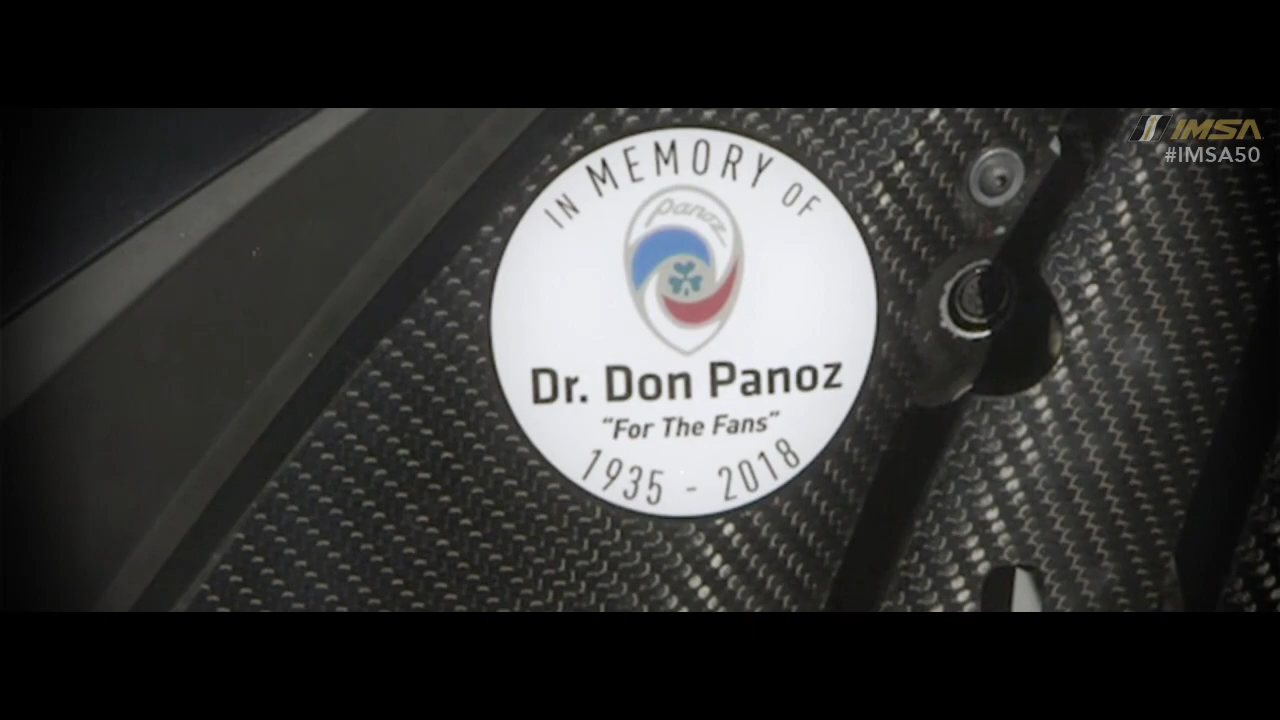 IMSA
#IMSA50
IN MEMORY OF
Panoz
Dr. Don Panoz
"For The Fans"
1935 - 2018